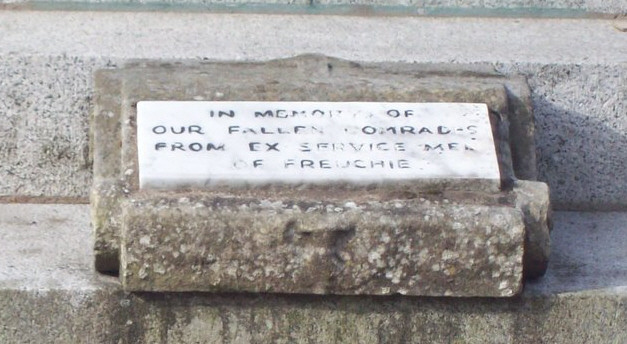 IN MEMORY OF
OUR FALLEN COMRADES
FROM EX SERVICE MEN
OF FREUCHIE